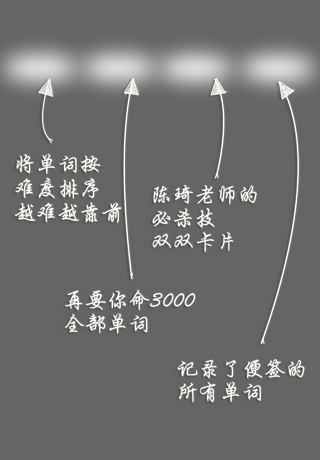 将单词按
难度排序
越难越靠前
陈琦老师的
必杀技
双双卡片
再要你命3000
全部单词
记录了便签的
所有单词